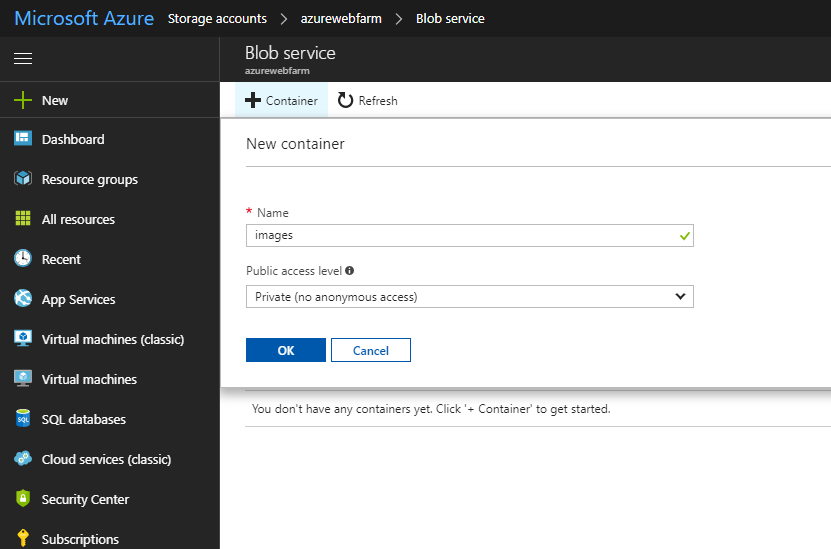 Microsoft Azure Storage accounts > azurewebfarm > Blob service
Blob service
azurewebfarm
New
Container Refresh
Dashboard
New container
Resource groups
* Name
All resources
images
Recent
Public access level
App Services
Private (no anonymous access)
Virtual machines (classic)
OK Cancel
Virtual machines
You don't have any containers yet. Click '+ Container' to get started.
SQL databases
Cloud services (classic)
Security Center
Subscriptions